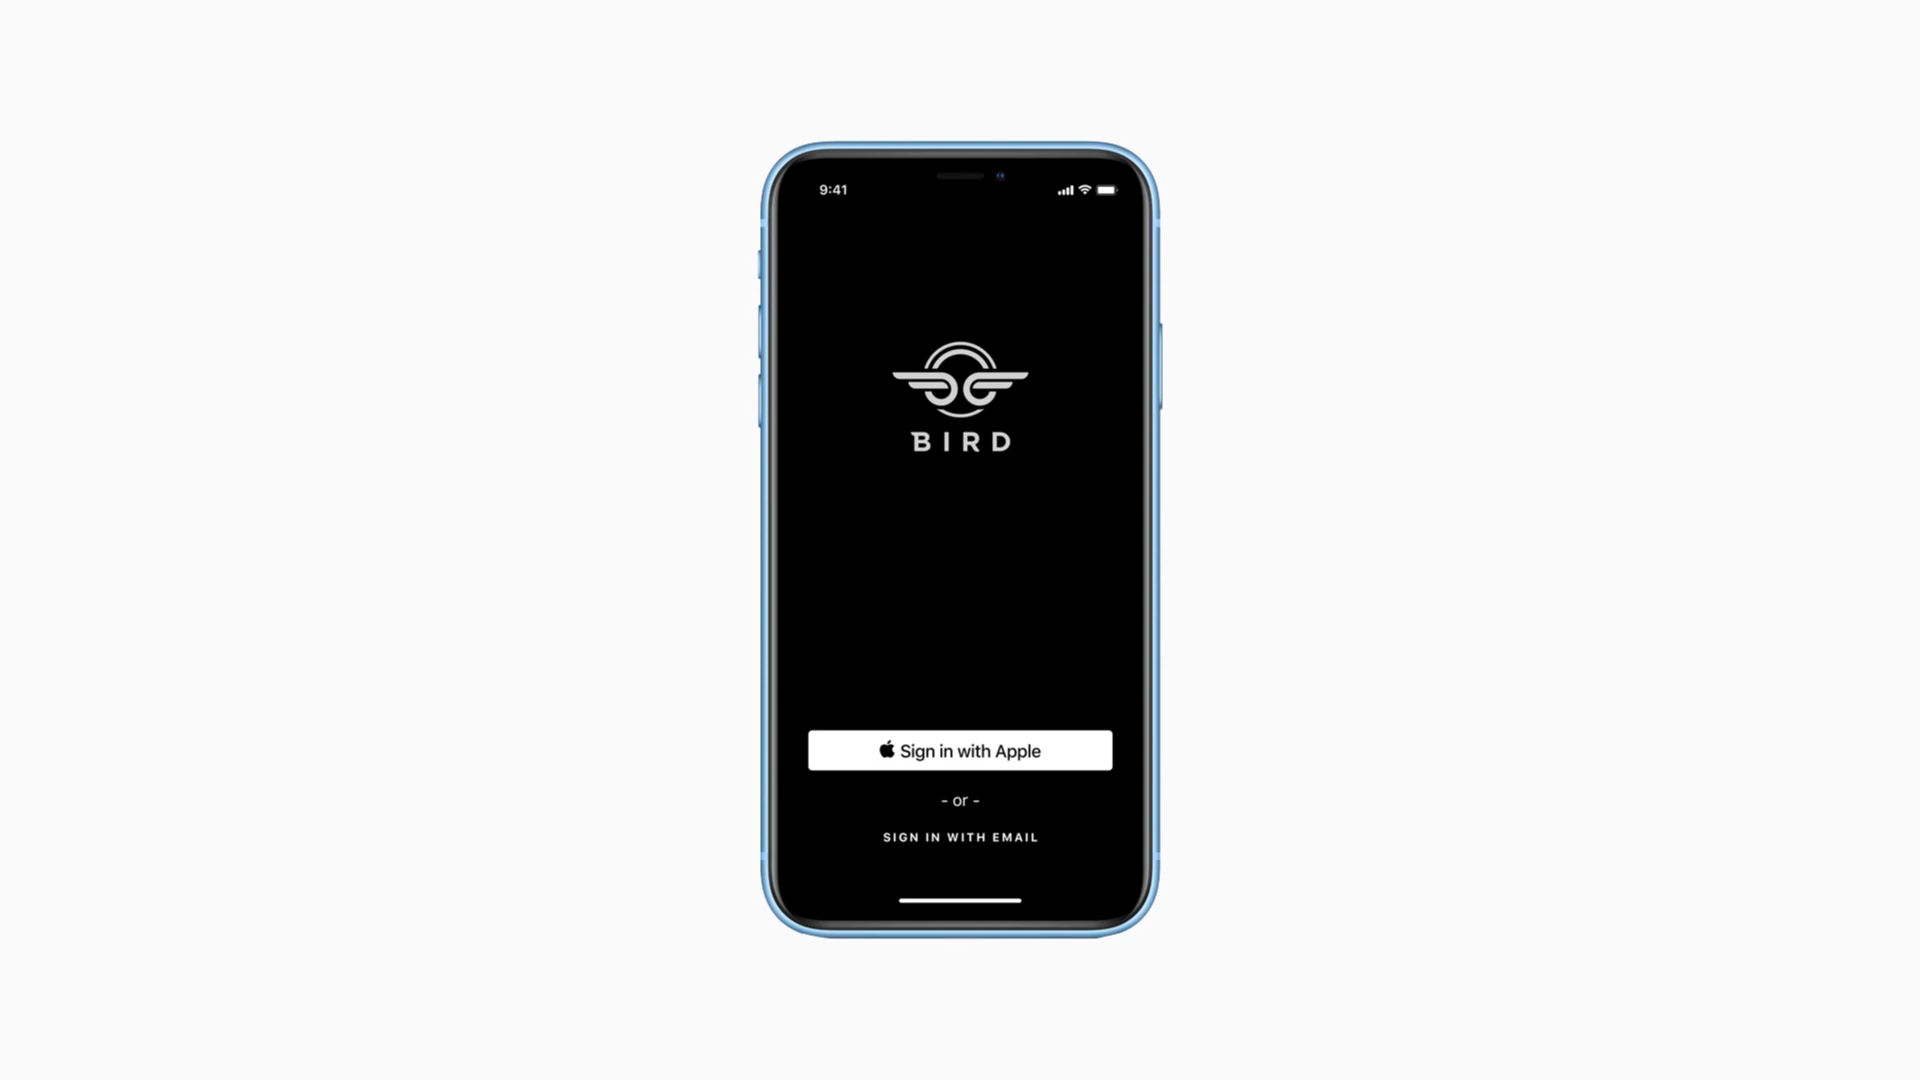 9:41
BIRD
Sign in with Apple
- or -
SIGN IN WITH EMAIL